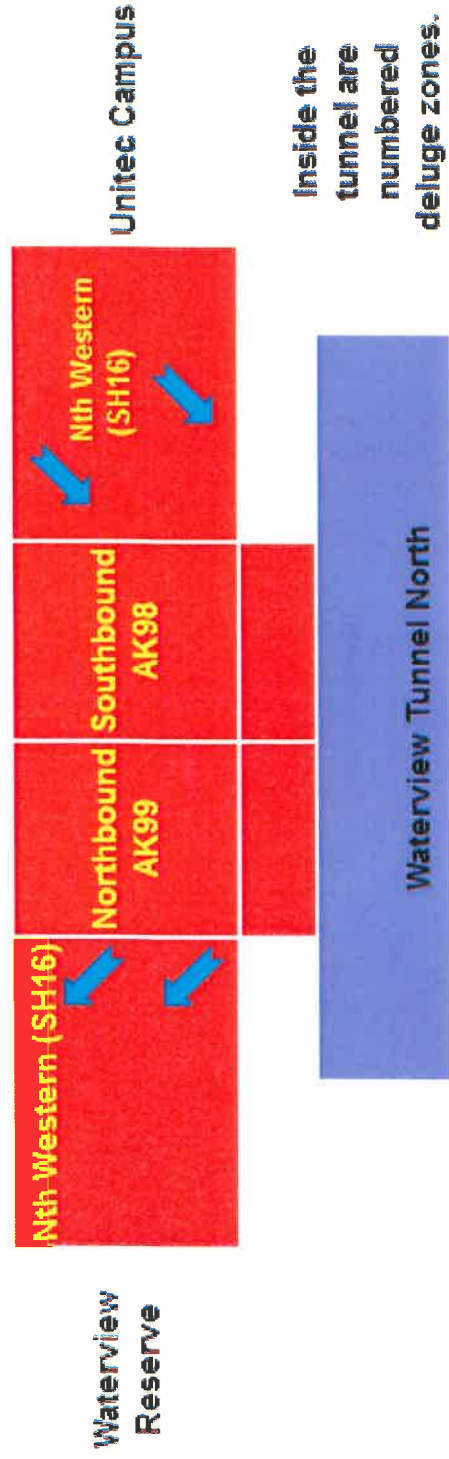 Waterview
Reserve
Nth Western (SH16)
Northbound
AK99
Southbound
AK98
Nth Western
(SH16)
Unitec Campus
Waterview Tunnel North
Inside the
tunnel are
numbered
deluge zones.